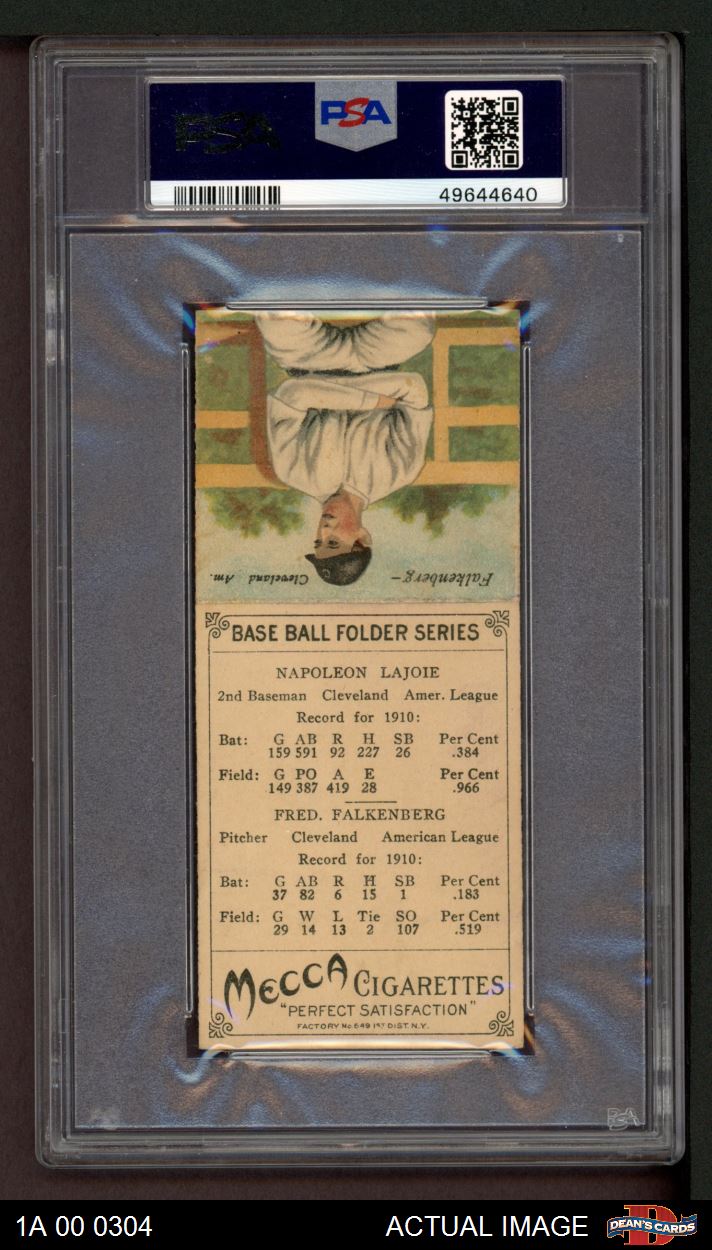 PSA
PSA
49644640
Falkenberg- Cleveland Am.
BASE BALL FOLDER SERIES
NAPOLEON LAJOIE
2nd Baseman Cleveland Amer. League
Record for 1910:
Bat: G AB R H SB Per Cent
159 591 92 227 26 .384
Field: G PO A E Per Cent
149 387 419 28 .966
FRED. FALKENBERG
Pitcher Cleveland American League
Record for 1910:
Bat: G AB R H SB Per Cent
37 82 6 15 1 .183
Field: G W L Tie SO Per Cent
29 14 13 2 107 .519
MECCA CIGARETTES
"PERFECT SATISFACTION"
FACTORY No. 649 1ST DIST. N.Y.
PSA
1A 00 0304 ACTUAL IMAGE DEAN'S CARDS